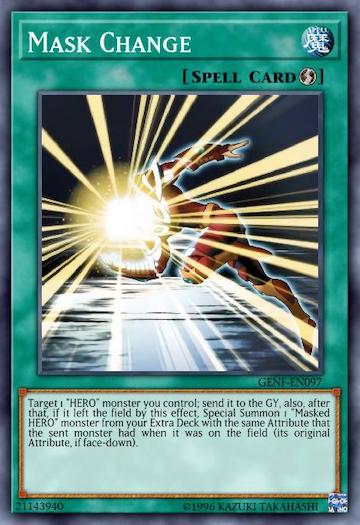 MASK CHANGE
[SPELL CARD]
GENF-EN097
Target 1 "HERO" monster you control; send it to the GY, also, after
that, if it left the field by this effect, Special Summon 1 "Masked
HERO" monster from your Extra Deck with the same Attribute that
the sent monster had when it was on the field (its original
Attribute, if face-down).
21143940
©1996 KAZUKI TAKAHASHI